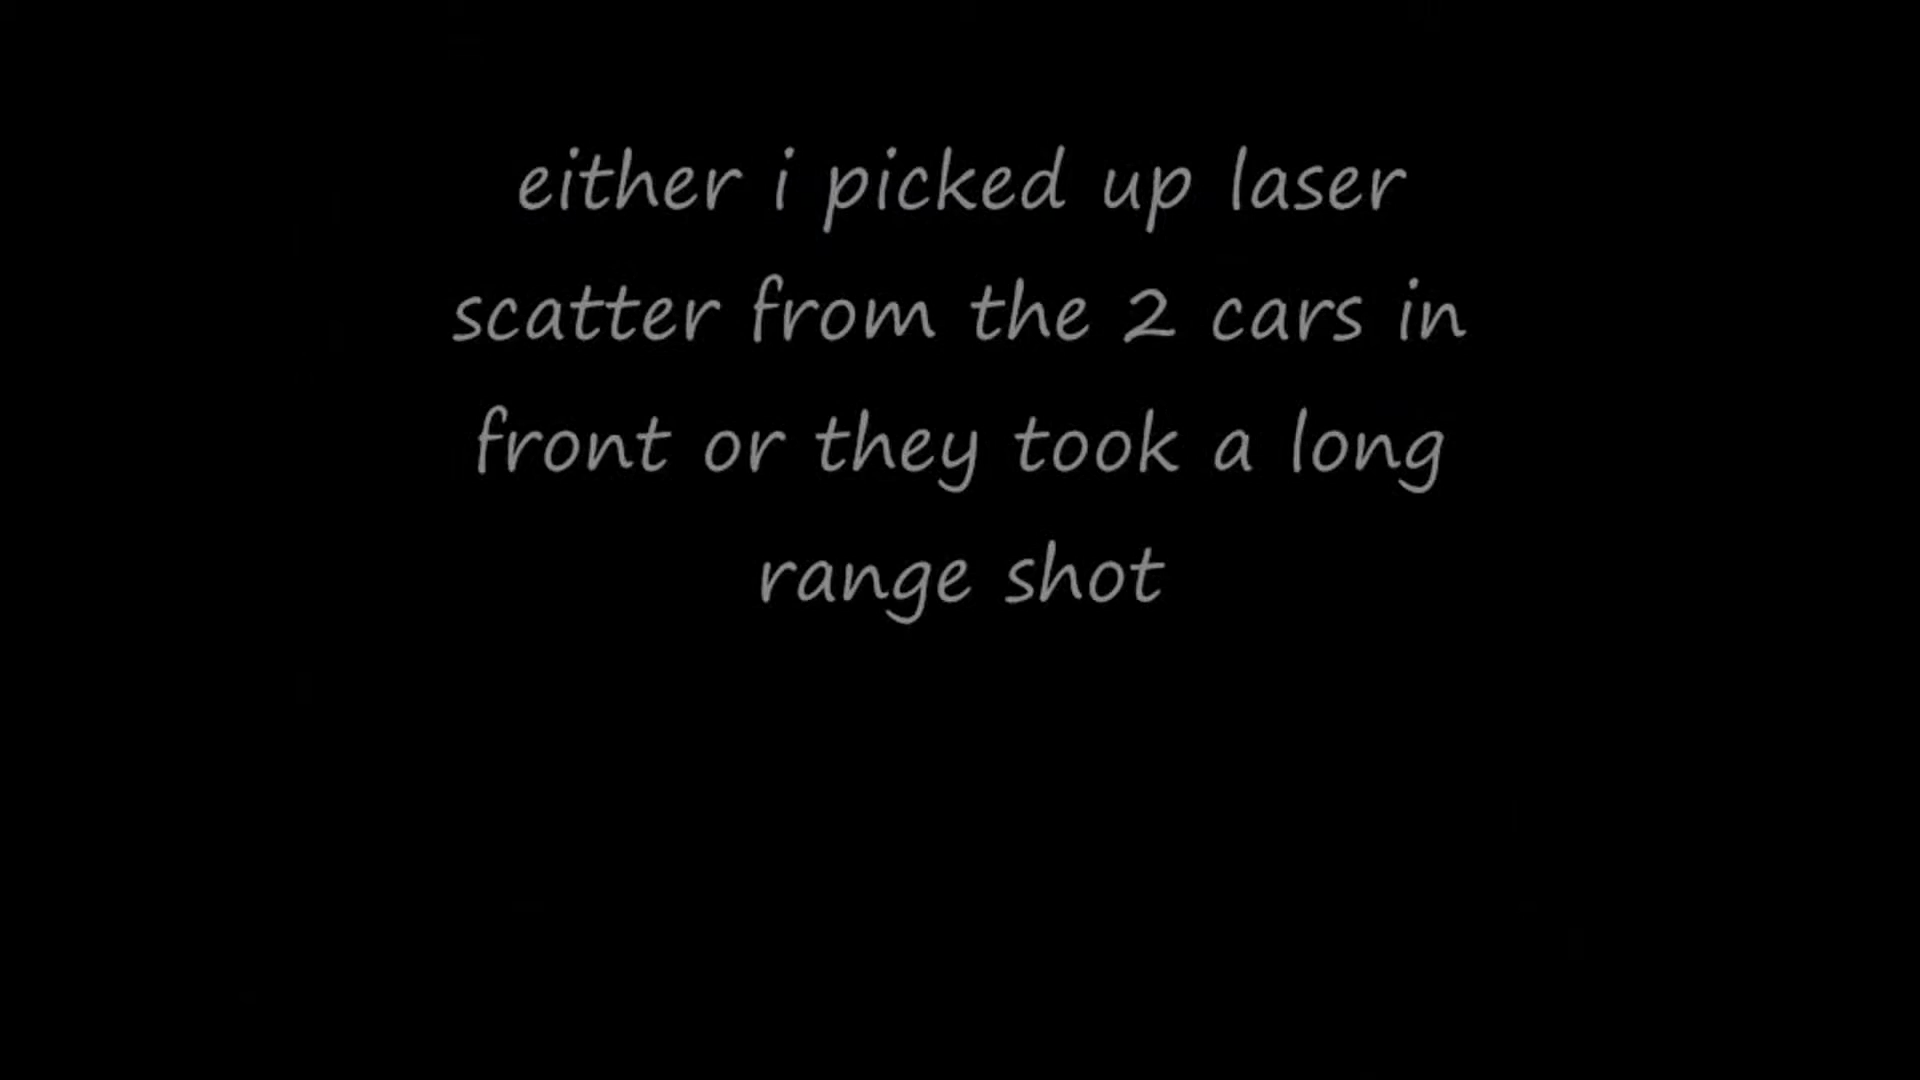 either i picked up laser
scatter from the 2 cars in
front or they took a long
range shot